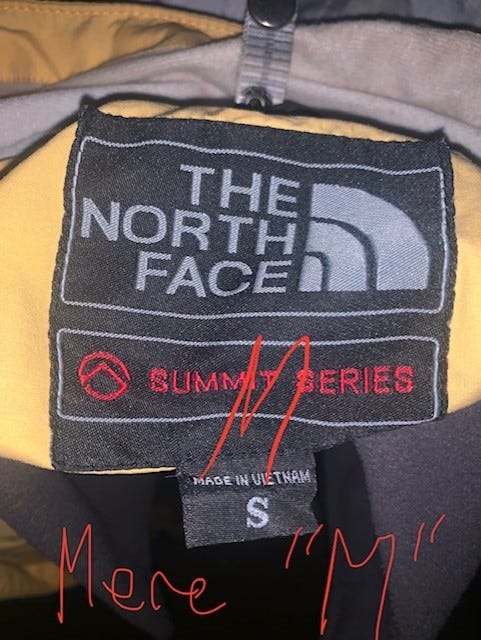 THE
NORTH
FACE
SUMMIT SERIES
M
MADE IN VIETNAM
S
Mere "M"